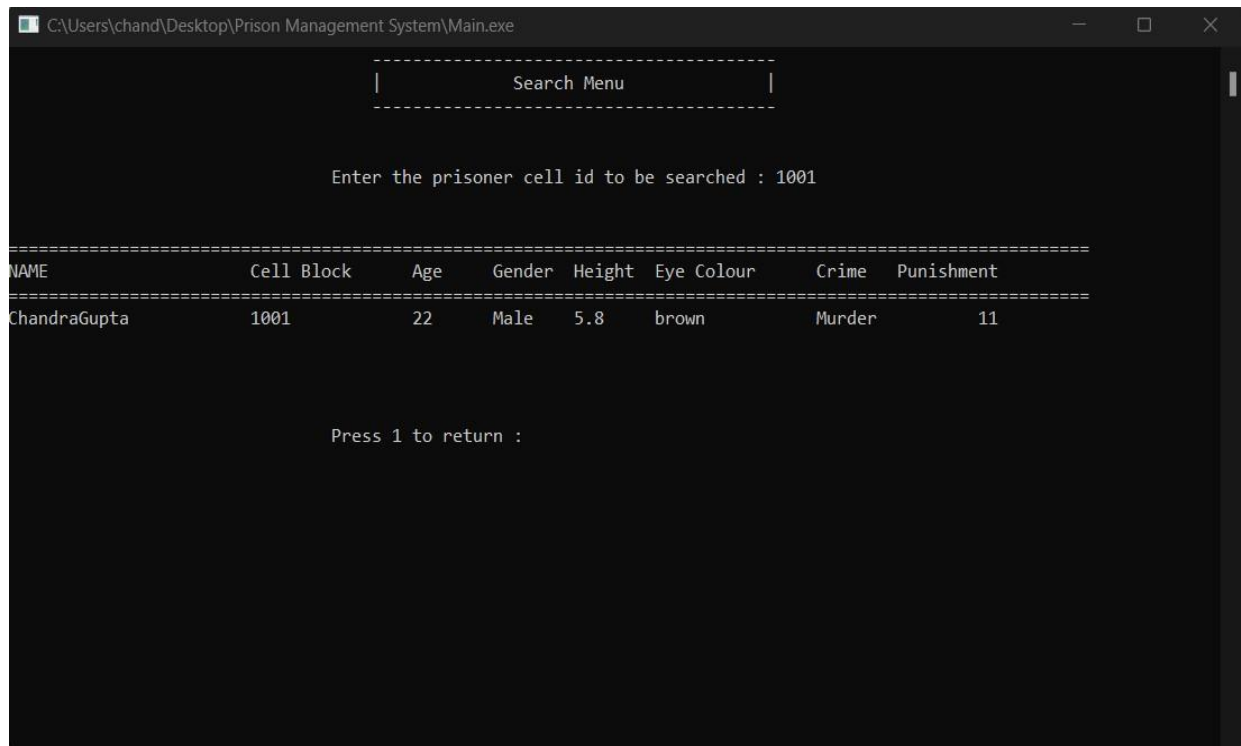 C:\Users\chand\Desktop\Prison Management System\Main.exe
----------------------------------------
|             Search Menu              |
----------------------------------------
Enter the prisoner cell id to be searched : 1001
===========================================================================================================
NAME                    Cell Block      Age     Gender  Height  Eye Colour      Crime   Punishment
===========================================================================================================
ChandraGupta            1001            22      Male    5.8     brown           Murder          11
Press 1 to return :